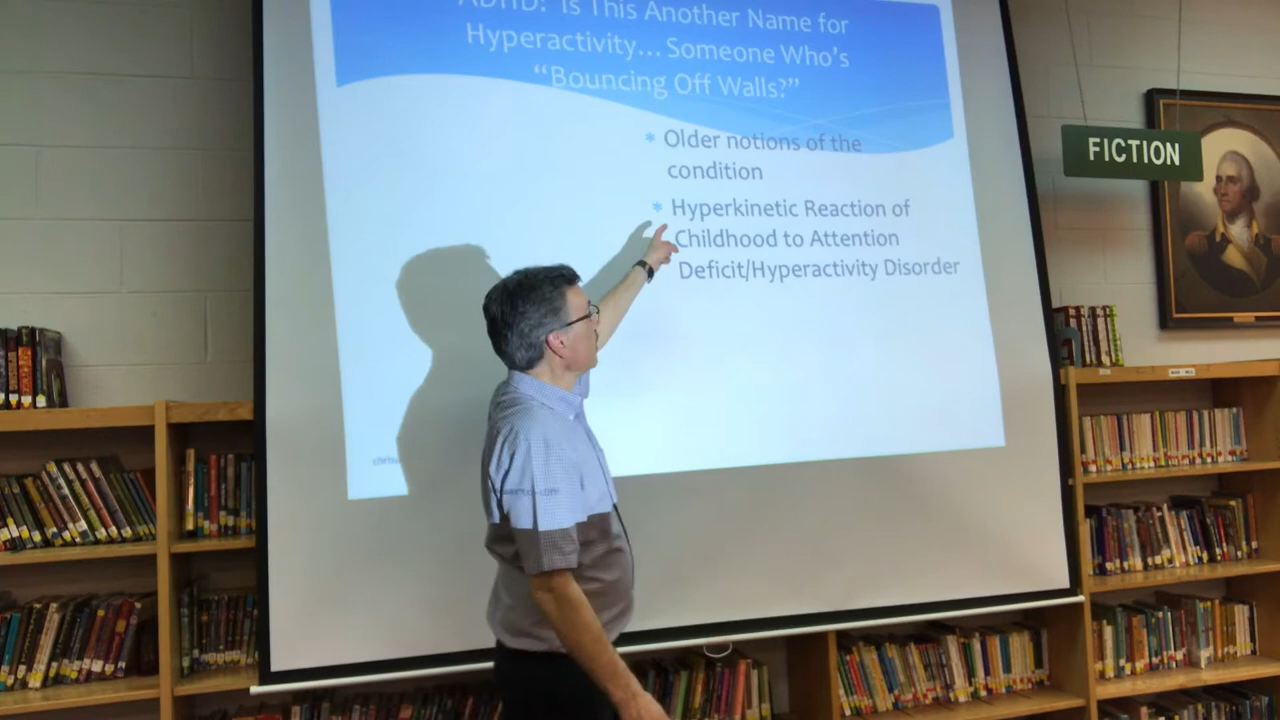 ADHD: Is This Another Name for
Hyperactivity... Someone Who's
"Bouncing Off Walls?"
* Older notions of the
condition
* Hyperkinetic Reaction of
Childhood to Attention
Deficit/Hyperactivity Disorder
FICTION